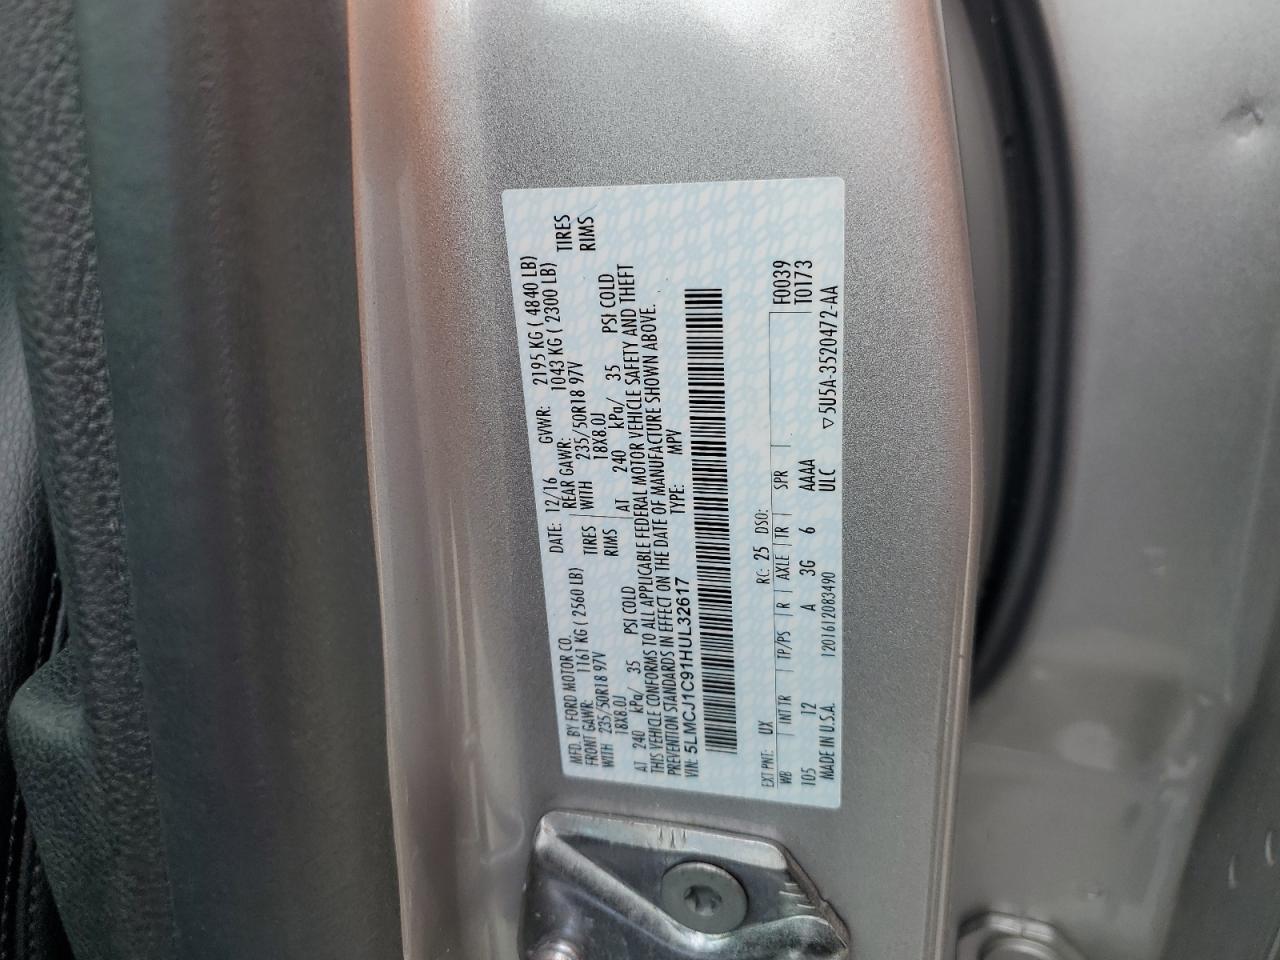 MFD. BY FORD MOTOR CO. DATE: 12/16 GVWR: 2195 KG ( 4840 LB)
FRONT GAWR: 1161 KG ( 2560 LB) REAR GAWR: 1043 KG ( 2300 LB)
WITH 235/50R18 97V TIRES WITH 235/50R18 97V TIRES
18X8.0J RIMS 18X8.0J RIMS
AT 240 kPa/ 35 PSI COLD AT 240 kPa/ 35 PSI COLD
THIS VEHICLE CONFORMS TO ALL APPLICABLE FEDERAL MOTOR VEHICLE SAFETY AND THEFT
PREVENTION STANDARDS IN EFFECT ON THE DATE OF MANUFACTURE SHOWN ABOVE.
VIN: 5LMCJ1C91HUL32617 TYPE: MPV
EXT PNT: UX RC: 25 DSO:
WB INT TR TP/PS R AXLE TR SPR F0039
105 12 A 3G 6 AAAA T0173
MADE IN U.S.A. 1201612083490 ULC ▽5U5A-3520472-AA